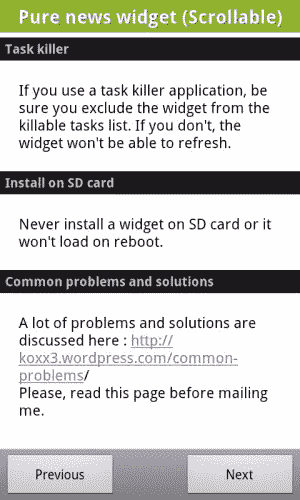 Pure news widget (Scrollable)
Task killer
If you use a task killer application, be
sure you exclude the widget from the
killable tasks list. If you don't, the
widget won't be able to refresh.
Install on SD card
Never install a widget on SD card or it
won't load on reboot.
Common problems and solutions
A lot of problems and solutions are
discussed here : http://
koxx3.wordpress.com/common-
problems/
Please, read this page before mailing
me.
Previous
Next